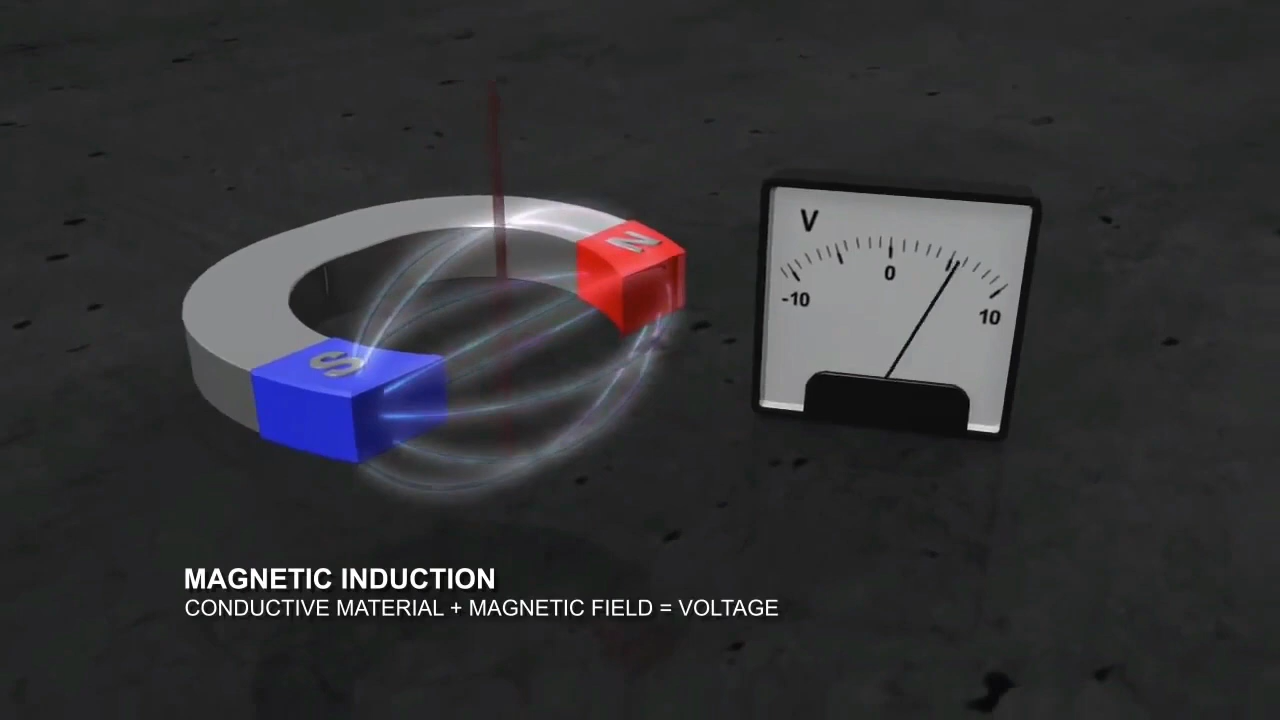 N
S
V
0
-10
10
MAGNETIC INDUCTION
CONDUCTIVE MATERIAL + MAGNETIC FIELD = VOLTAGE